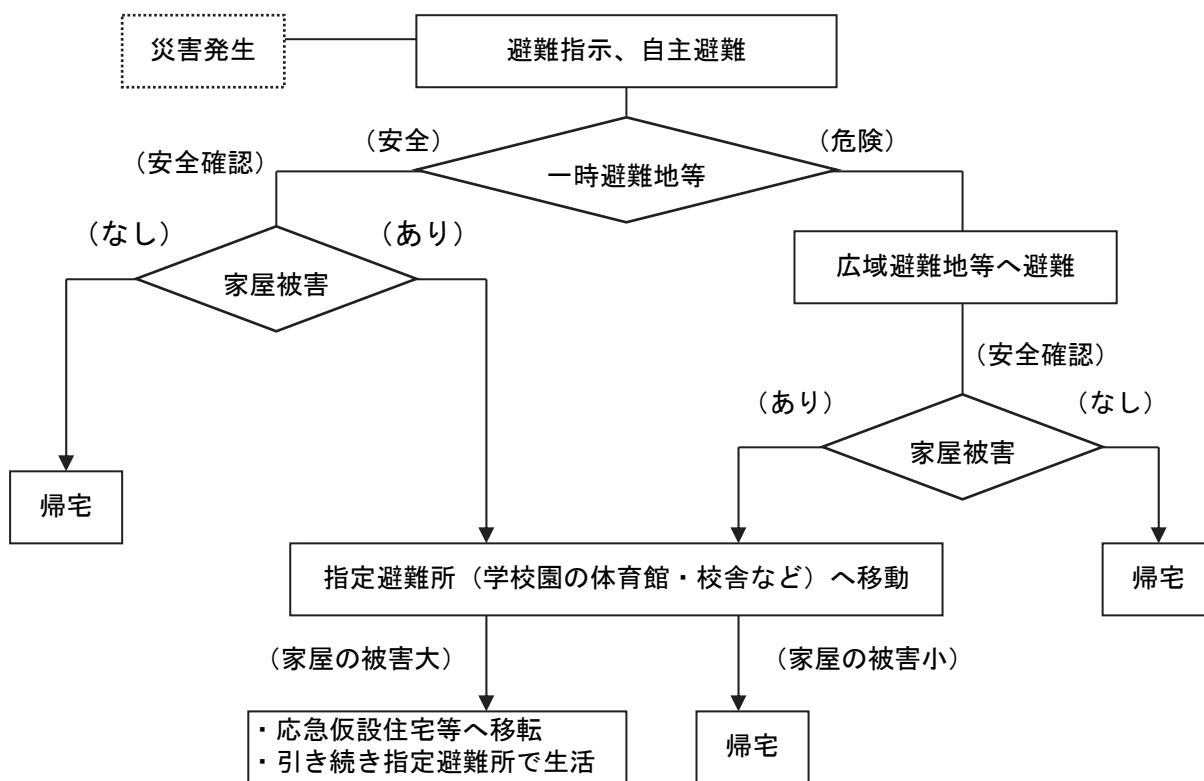 災害発生
避難指示、自主避難
（安全）
（危険）
一時避難地等
（安全確認）
（なし）
（あり）
家屋被害
広域避難地等へ避難
（安全確認）
（あり）
（なし）
家屋被害
帰宅
指定避難所（学校園の体育館・校舎など）へ移動
帰宅
（家屋の被害大）
（家屋の被害小）
・応急仮設住宅等へ移転
・引き続き指定避難所で生活
帰宅